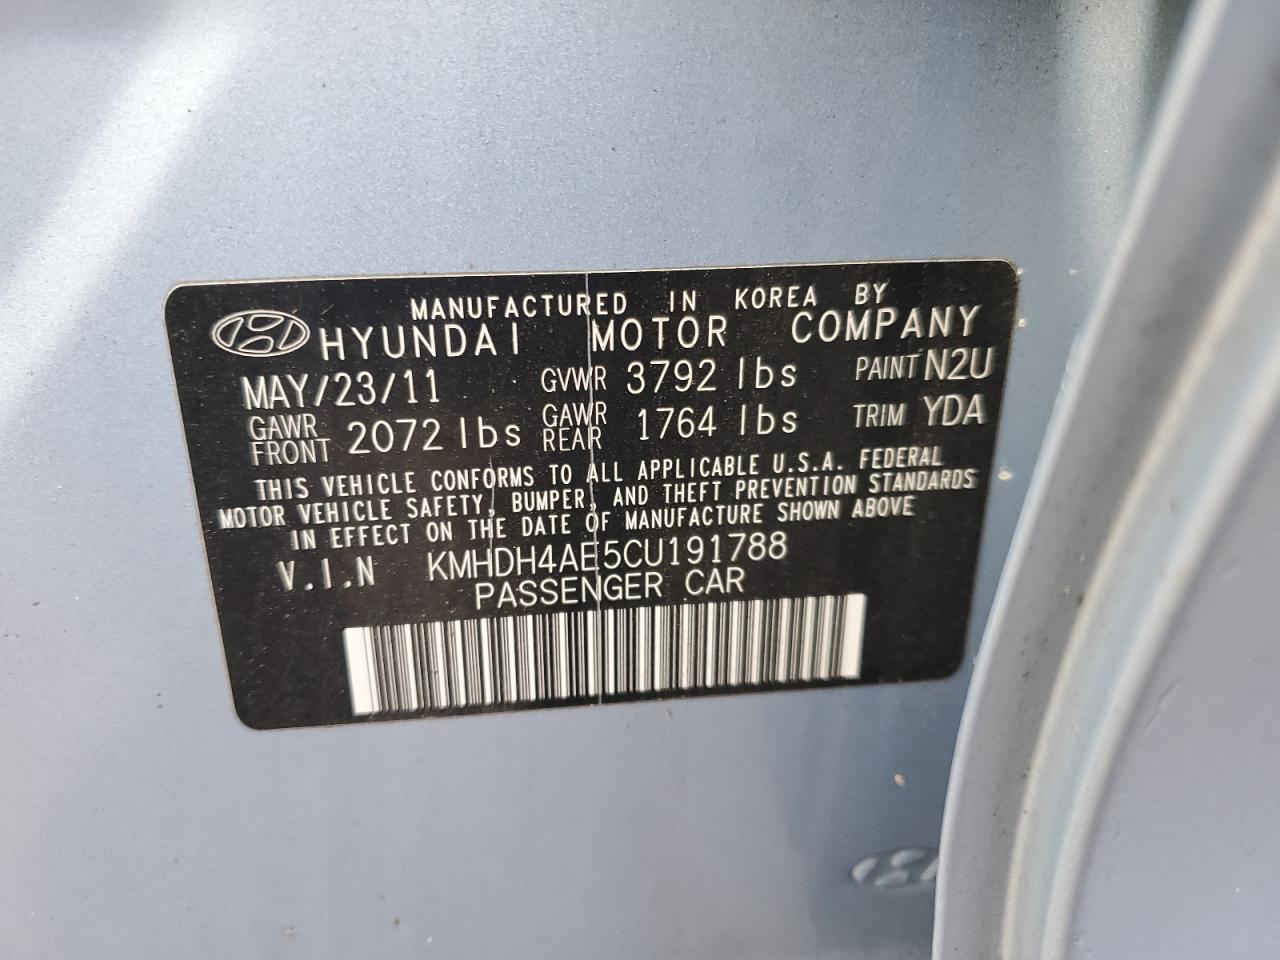 MANUFACTURED IN KOREA BY
HYUNDAI MOTOR COMPANY
MAY/23/11 GVWR 3792 lbs PAINT N2U
GAWR FRONT 2072 lbs GAWR REAR 1764 lbs TRIM YDA
THIS VEHICLE CONFORMS TO ALL APPLICABLE U.S.A. FEDERAL
MOTOR VEHICLE SAFETY, BUMPER, AND THEFT PREVENTION STANDARDS
IN EFFECT ON THE DATE OF MANUFACTURE SHOWN ABOVE
V.I.N KMHDH4AE5CU191788
PASSENGER CAR